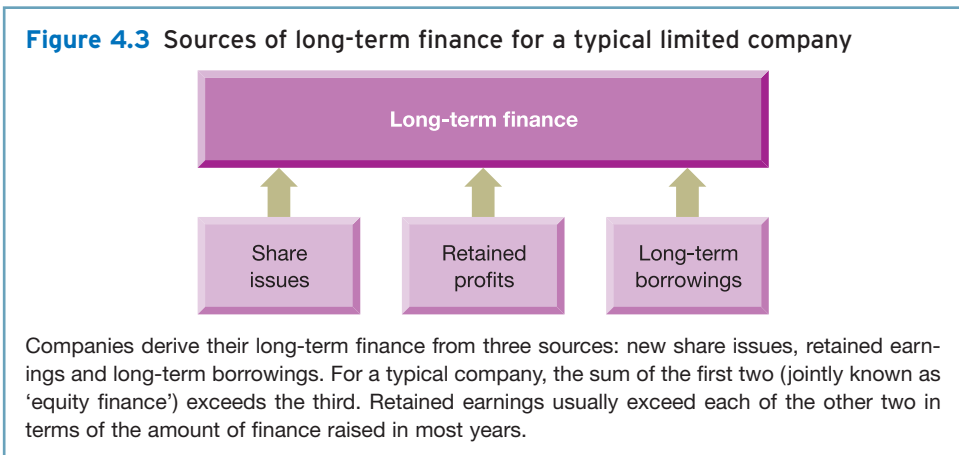 Figure 4.3 Sources of long-term finance for a typical limited company
Long-term finance
Share
issues
Retained
profits
Long-term
borrowings
Companies derive their long-term finance from three sources: new share issues, retained earn-
ings and long-term borrowings. For a typical company, the sum of the first two (jointly known as
‘equity finance’) exceeds the third. Retained earnings usually exceed each of the other two in
terms of the amount of finance raised in most years.